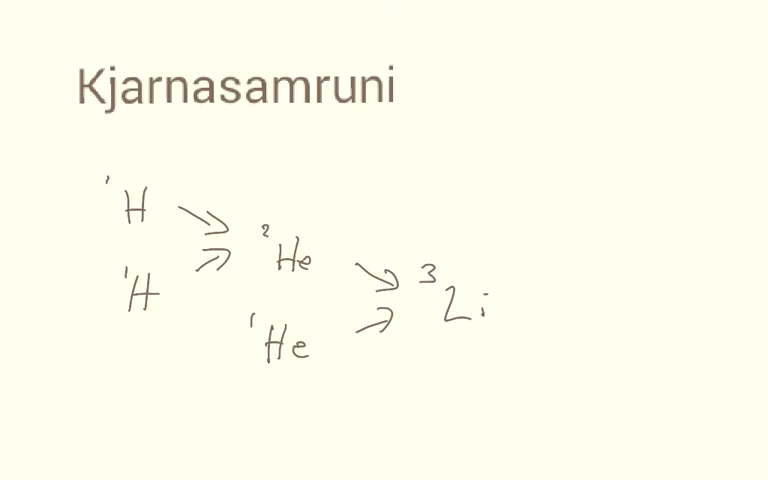 Kjarnasamruni
¹H
²He
¹H
³Li
¹He